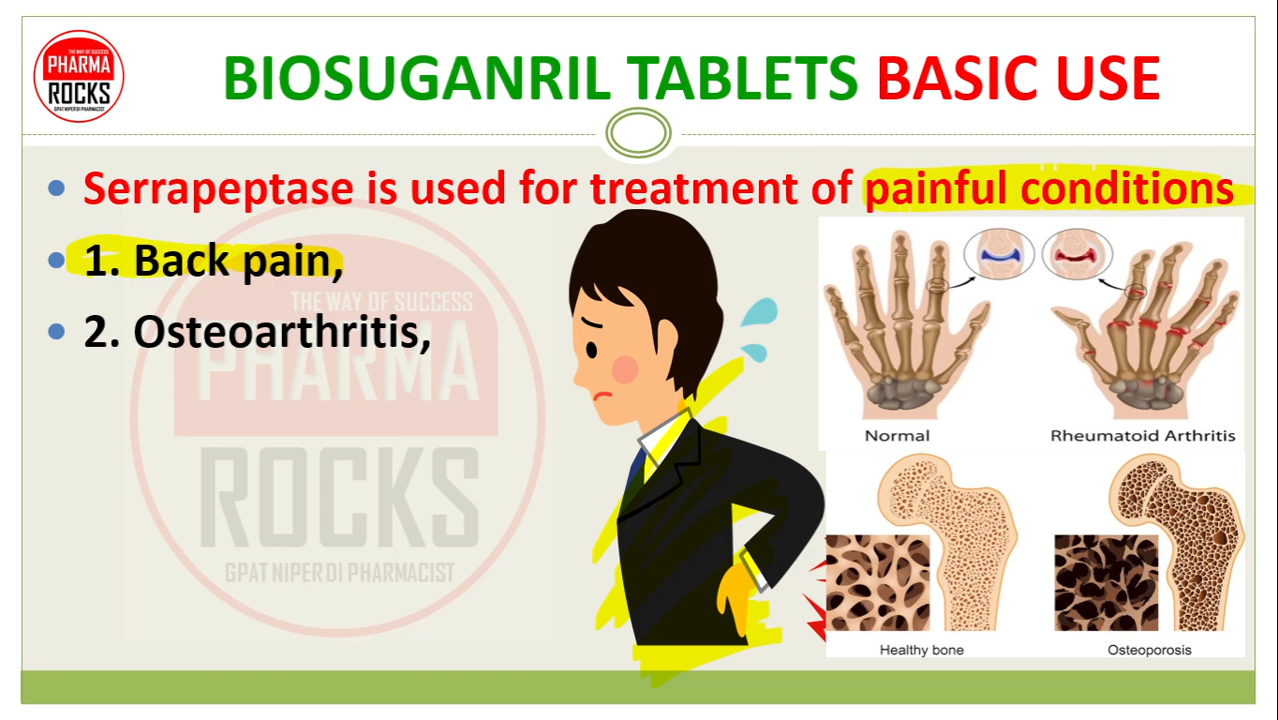 THE WAY OF SUCCESS
PHARMA
ROCKS
GPAT NIPER DI PHARMACIST
BIOSUGANRIL TABLETS BASIC USE
• Serrapeptase is used for treatment of painful conditions
• 1. Back pain,
• 2. Osteoarthritis,
THE WAY OF SUCCESS
PHARMA
ROCKS
GPAT NIPER DI PHARMACIST
Normal
Rheumatoid Arthritis
Healthy bone
Osteoporosis